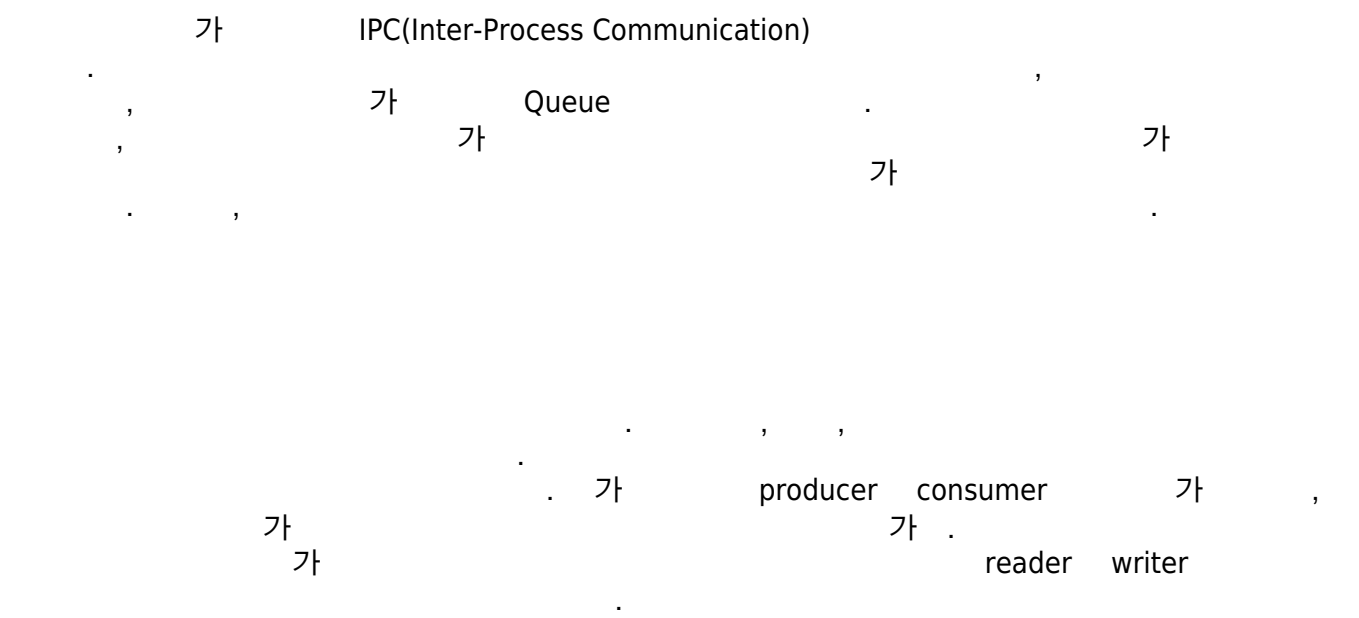 가 IPC(Inter-Process Communication)
. ,
, 가 Queue .
, 가 가
가
. , .
. , ,
.
. 가 producer consumer 가 ,
가 가 .
가 reader writer
.